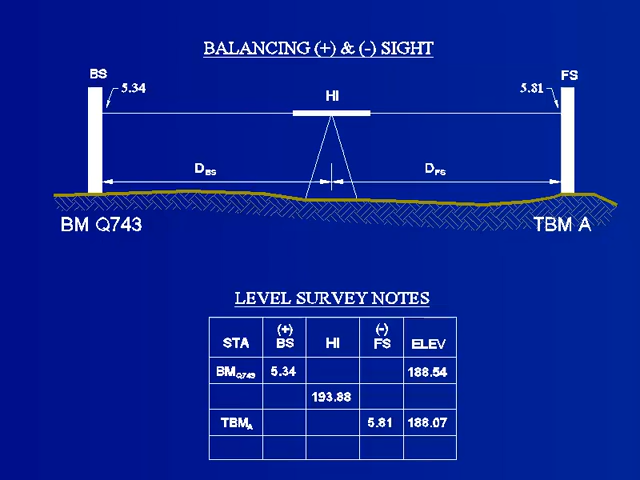 BALANCING (+) & (-) SIGHT
BS
FS
5.34
5.81
HI
DBS
DFS
BM Q743
TBM A
LEVEL SURVEY NOTES
STA (+) BS HI (-) FS ELEV
BMQ743 5.34 188.54
193.88
TBMA 5.81 188.07